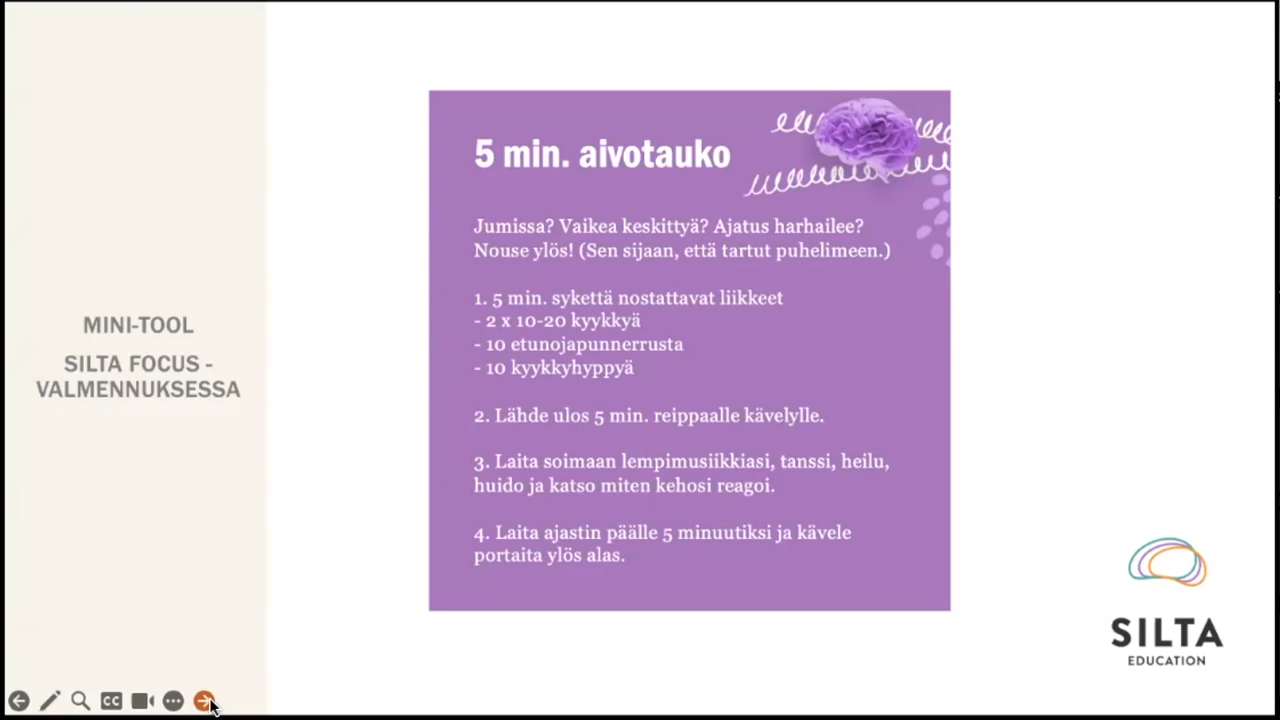 MINI-TOOL
SILTA FOCUS -
VALMENNUKSESSA
5 min. aivotauko
Jumissa? Vaikea keskittyä? Ajatus harhailee?
Nouse ylös! (Sen sijaan, että tartut puhelimeen.)
1. 5 min. sykettä nostattavat liikkeet
- 2 x 10-20 kyykkyä
- 10 etunojapunnerrusta
- 10 kyykkyhyppyä
2. Lähde ulos 5 min. reippaalle kävelylle.
3. Laita soimaan lempimusiikkiasi, tanssi, heilu,
huido ja katso miten kehosi reagoi.
4. Laita ajastin päälle 5 minuutiksi ja kävele
portaita ylös alas.
SILTA
EDUCATION
CC